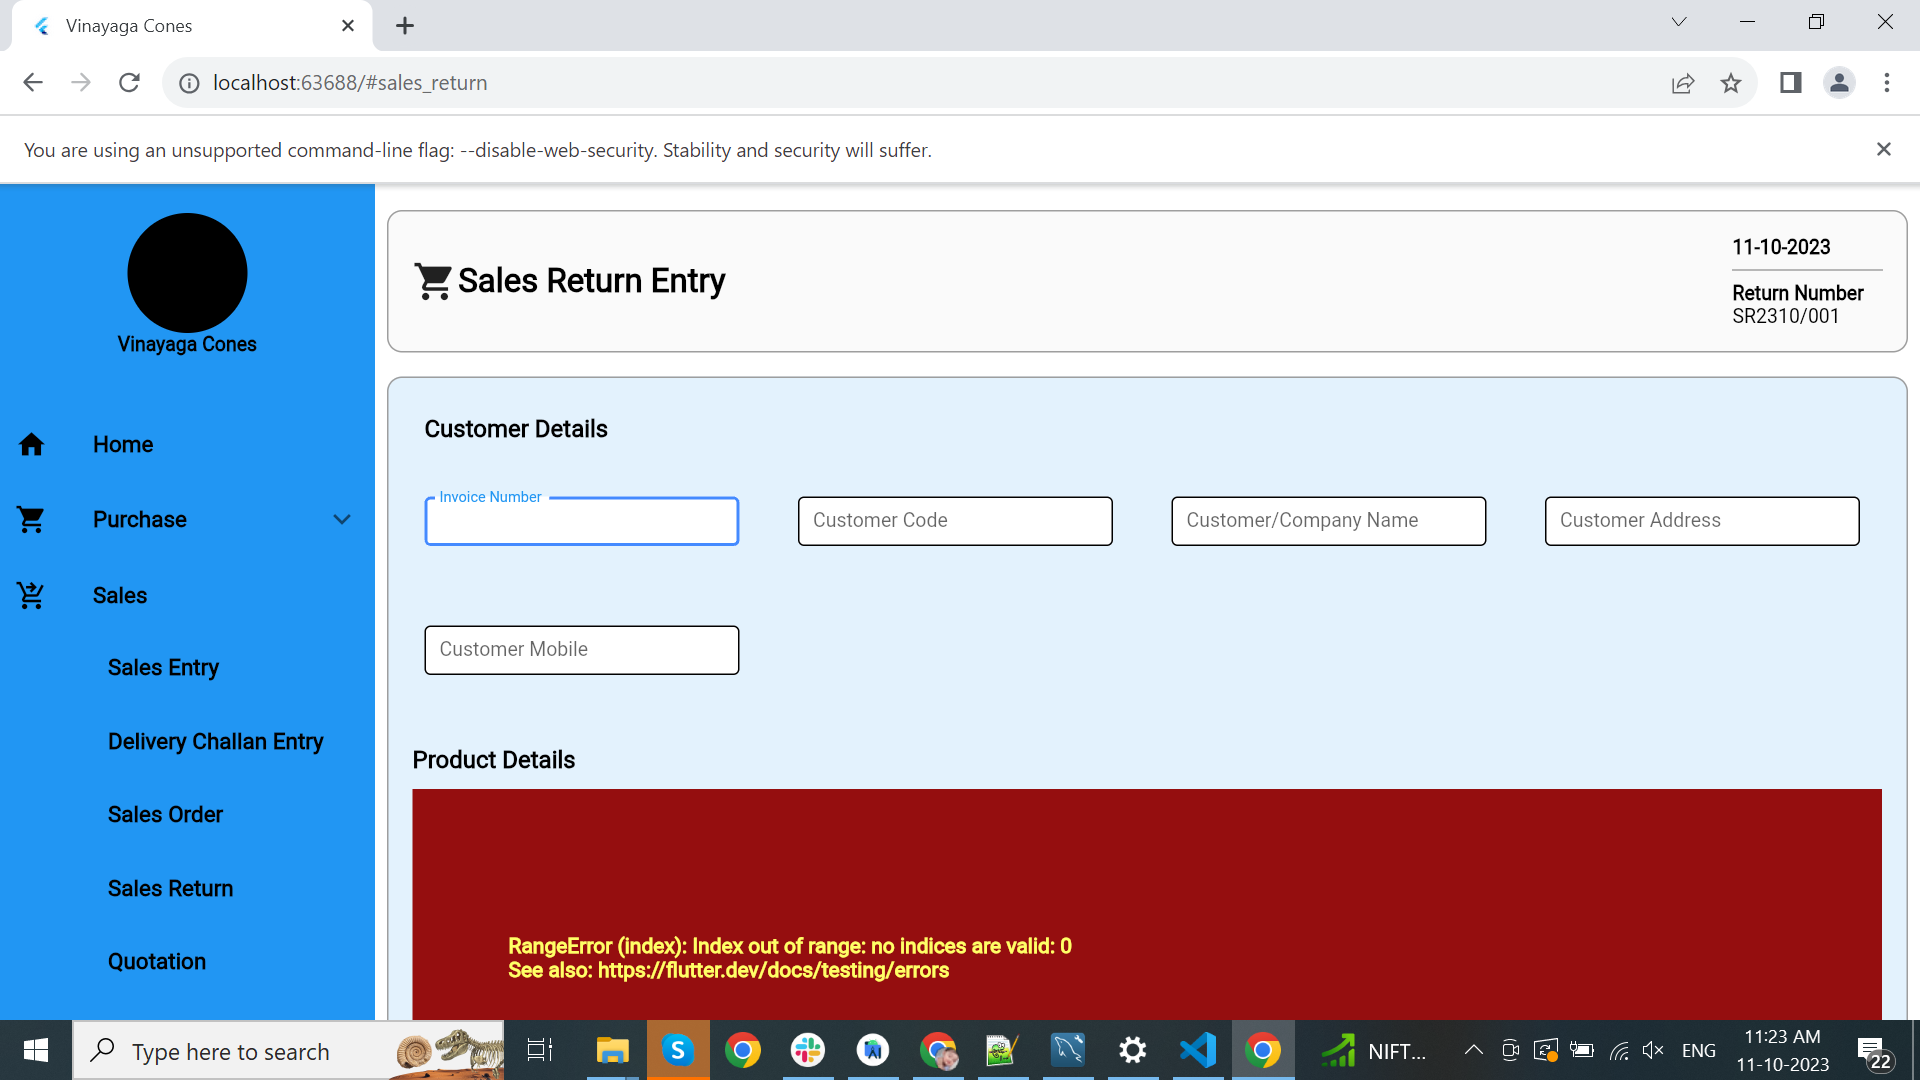 Vinayaga Cones
localhost:63688/#sales_return
You are using an unsupported command-line flag: --disable-web-security. Stability and security will suffer.
Vinayaga Cones
Home
Purchase
Sales
Sales Entry
Delivery Challan Entry
Sales Order
Sales Return
Quotation
Sales Return Entry
11-10-2023
Return Number
SR2310/001
Customer Details
Invoice Number
Customer Code
Customer/Company Name
Customer Address
Customer Mobile
Product Details
RangeError (index): Index out of range: no indices are valid: 0
See also: https://flutter.dev/docs/testing/errors
Type here to search
S
NIFT...
ENG
11:23 AM
11-10-2023
22